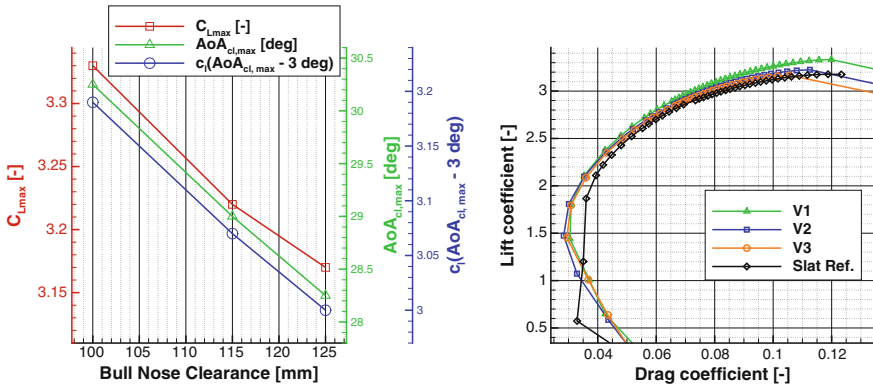 C_Lmax [-]
AoA_cl,max [deg]
c_l(AoA_cl, max - 3 deg)
3.3
3.25
3.2
3.15
C_Lmax [-]
30.5
30
29.5
29
28.5
28
AoA_cl,max [deg]
3.2
3.15
3.1
3.07
3
c_l(AoA_cl, max - 3 deg)
100 105 110 115 120 125
Bull Nose Clearance [mm]
3
2.5
2
1.5
1
0.5
Lift coefficient [-]
V1
V2
V3
Slat Ref.
0.04 0.06 0.08 0.1 0.12
Drag coefficient [-]